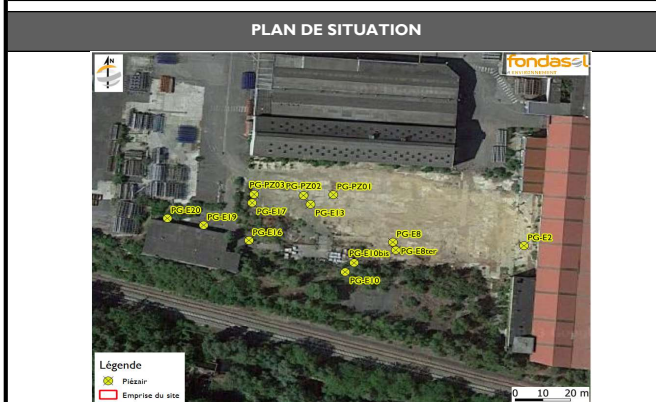 PLAN DE SITUATION
N
fondasol
ENVIRONNEMENT
PG-PZ03
PG-PZ02
PG-PZ01
PG-E17
PG-E13
PG-E20
PG-E19
PG-E16
PG-E8
PG-E8ter
PG-E2
PG-E10bis
PG-E10
Légende
Piézair
Emprise du site
0 10 20 m